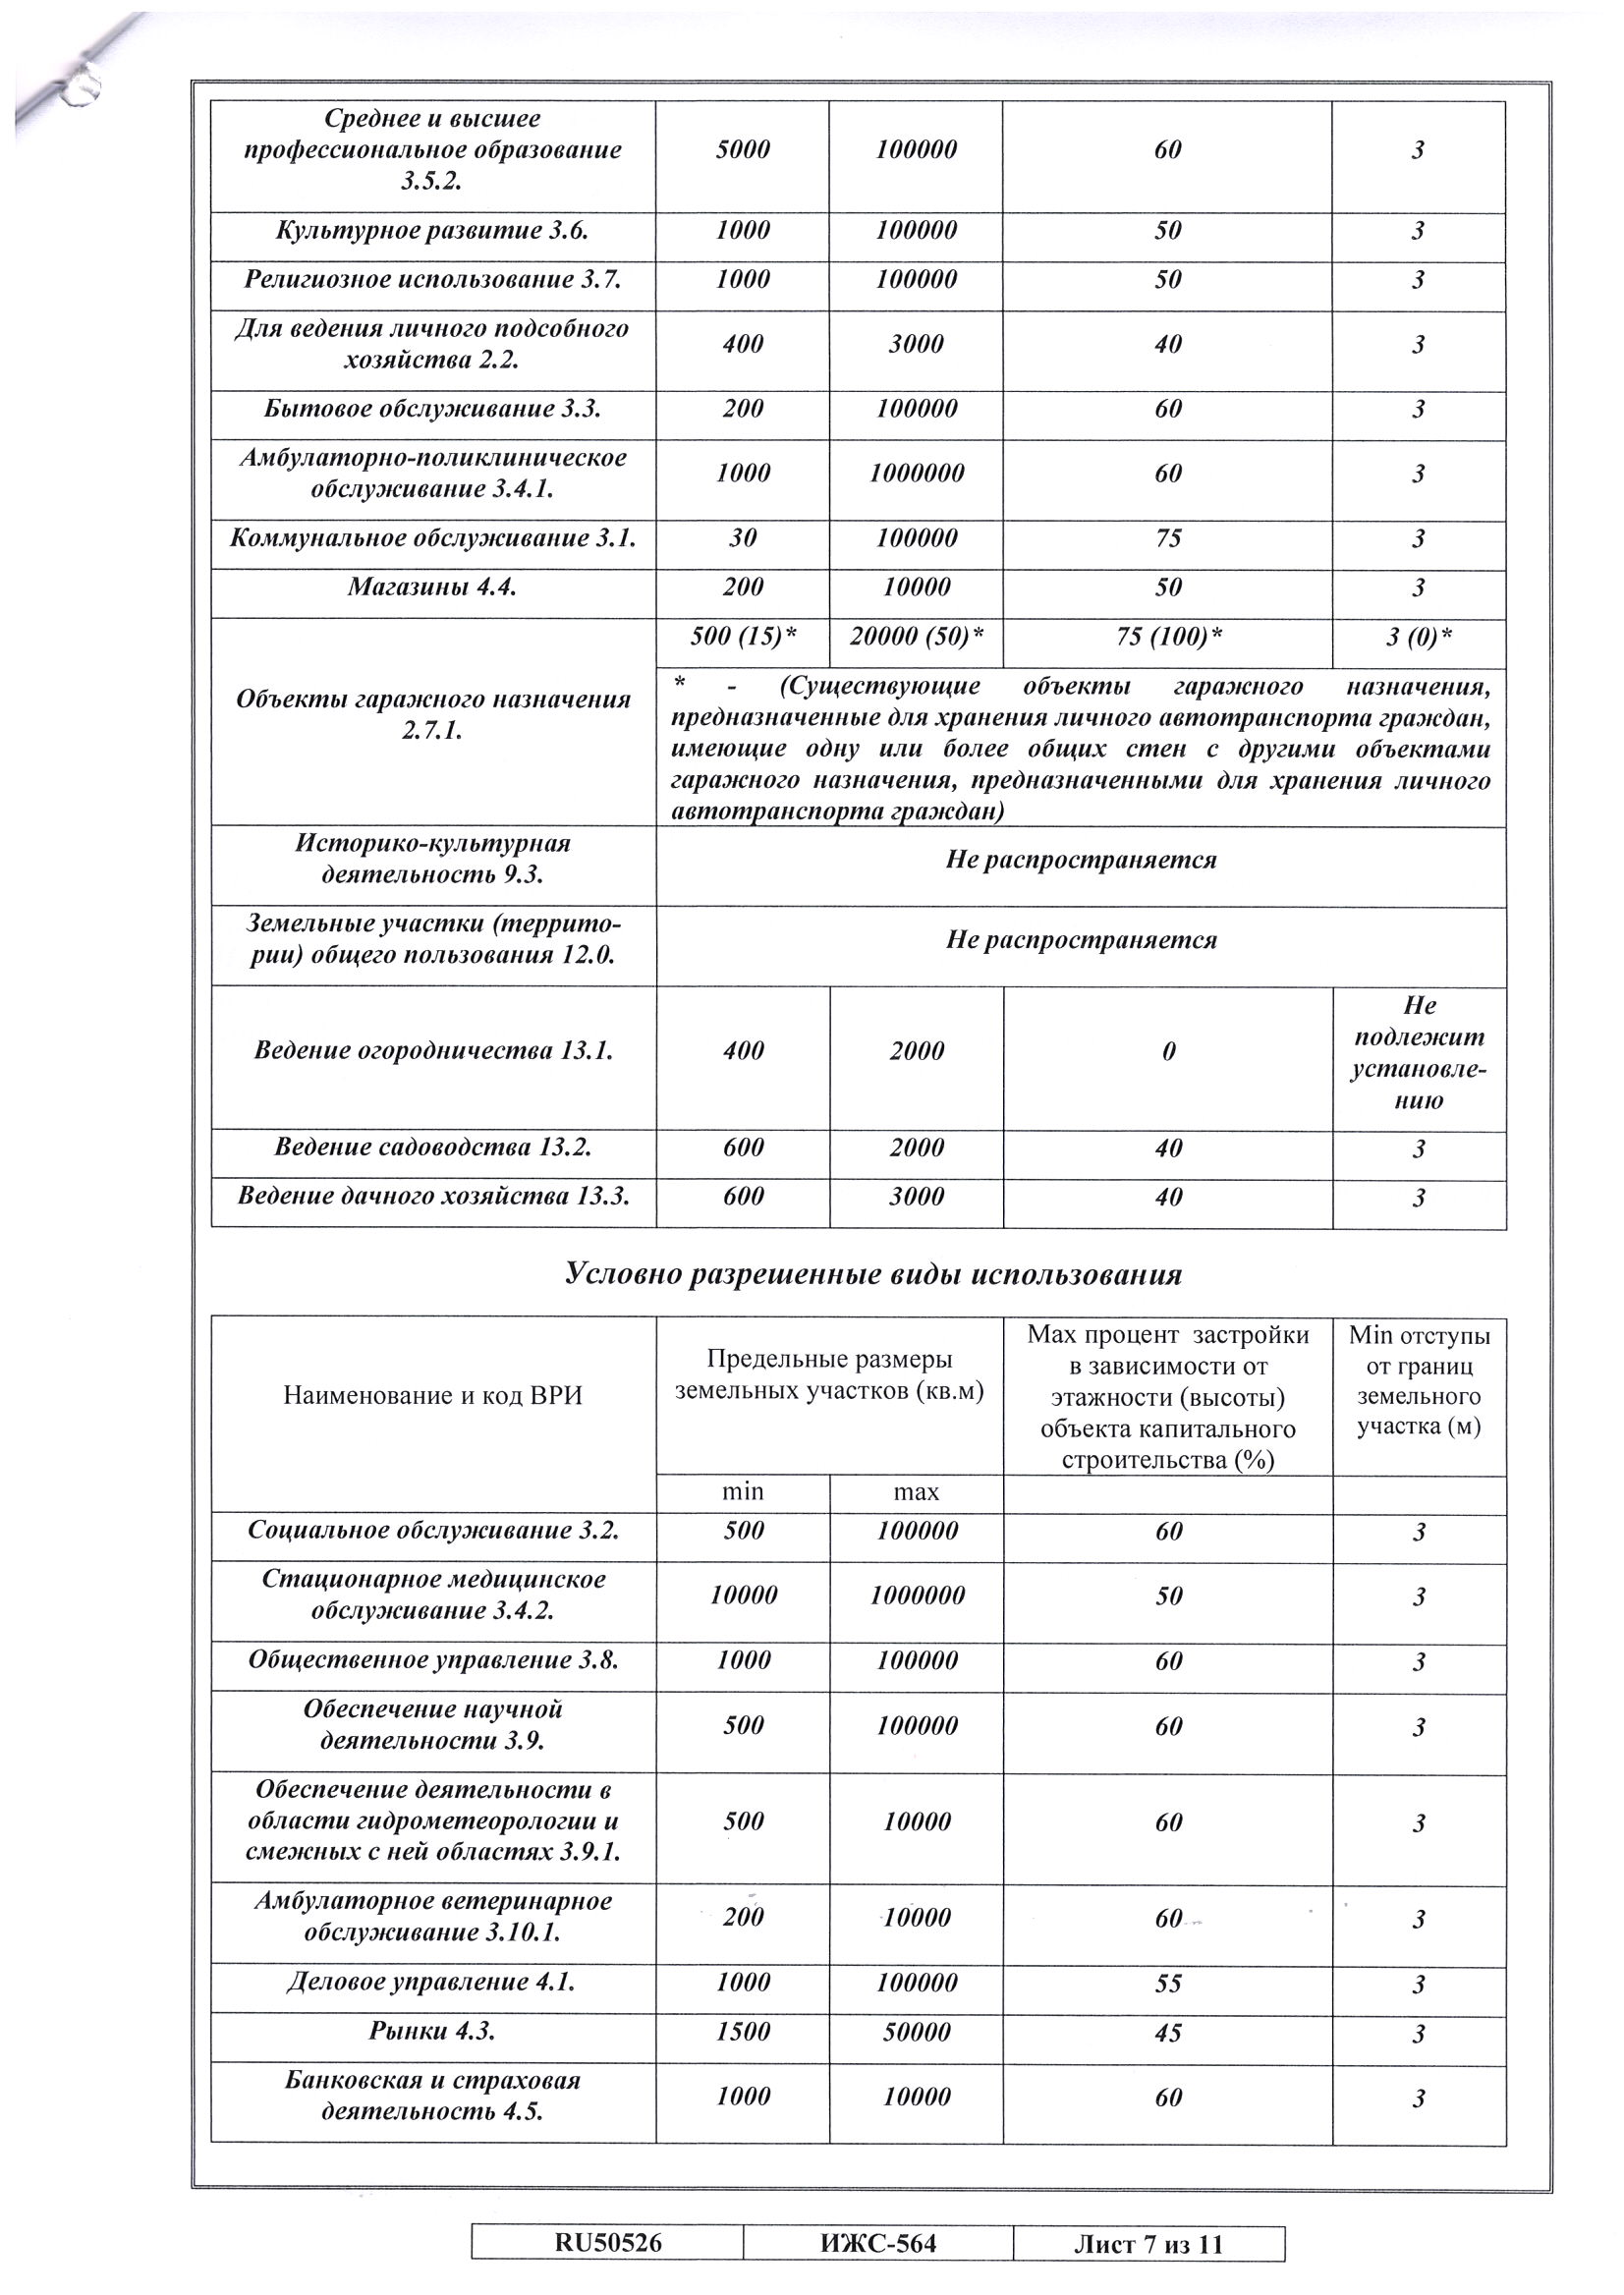 Среднее и высшее
профессиональное образование
3.5.2.
5000
100000
60
3
Культурное развитие 3.6.
1000
100000
50
3
Религиозное использование 3.7.
1000
100000
50
3
Для ведения личного подсобного
хозяйства 2.2.
400
3000
40
3
Бытовое обслуживание 3.3.
200
100000
60
3
Амбулаторно-поликлиническое
обслуживание 3.4.1.
1000
1000000
60
3
Коммунальное обслуживание 3.1.
30
100000
75
3
Магазины 4.4.
200
10000
50
3
Объекты гаражного назначения
2.7.1.
500 (15)*
20000 (50)*
75 (100)*
3 (0)*
* - (Существующие объекты гаражного назначения,
предназначенные для хранения личного автотранспорта граждан,
имеющие одну или более общих стен с другими объектами
гаражного назначения, предназначенными для хранения личного
автотранспорта граждан)
Историко-культурная
деятельность 9.3.
Не распространяется
Земельные участки (террито-
рии) общего пользования 12.0.
Не распространяется
Ведение огородничества 13.1.
400
2000
0
Не
подлежит
установле-
нию
Ведение садоводства 13.2.
600
2000
40
3
Ведение дачного хозяйства 13.3.
600
3000
40
3
Условно разрешенные виды использования
Наименование и код ВРИ
Предельные размеры
земельных участков (кв.м)
Max процент застройки
в зависимости от
этажности (высоты)
объекта капитального
строительства (%)
Min отступы
от границ
земельного
участка (м)
min
max
Социальное обслуживание 3.2.
500
100000
60
3
Стационарное медицинское
обслуживание 3.4.2.
10000
1000000
50
3
Общественное управление 3.8.
1000
100000
60
3
Обеспечение научной
деятельности 3.9.
500
100000
60
3
Обеспечение деятельности в
области гидрометеорологии и
смежных с ней областях 3.9.1.
500
10000
60
3
Амбулаторное ветеринарное
обслуживание 3.10.1.
200
10000
60
3
Деловое управление 4.1.
1000
100000
55
3
Рынки 4.3.
1500
50000
45
3
Банковская и страховая
деятельность 4.5.
1000
10000
60
3
RU50526
ИЖС-564
Лист 7 из 11